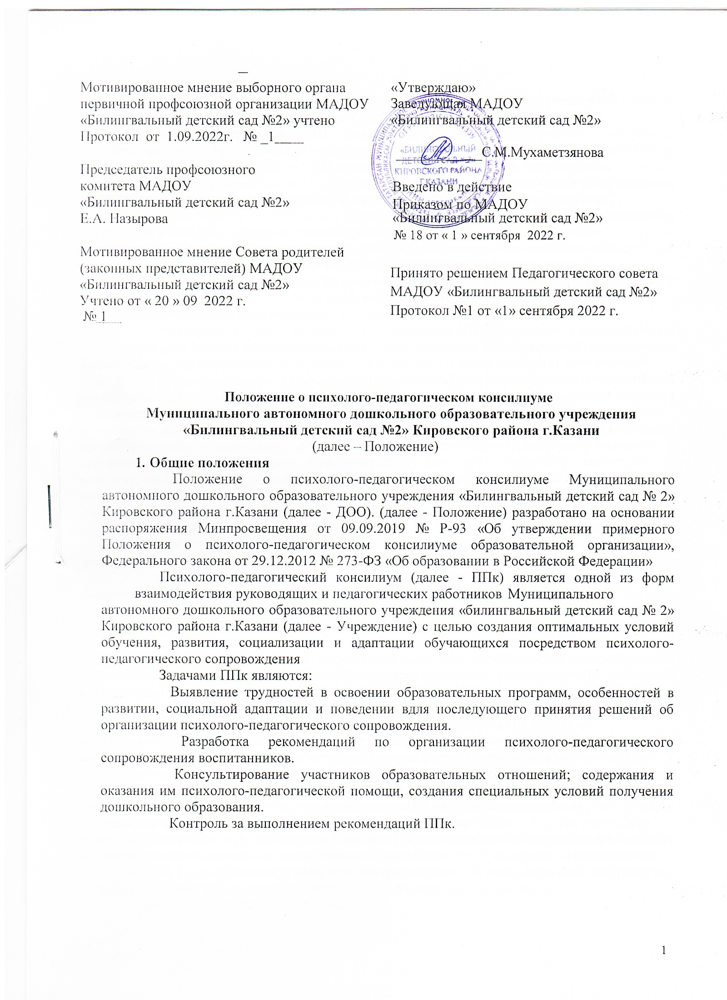 Мотивированное мнение выборного органа
первичной профсоюзной организации МАДОУ
«Билингвальный детский сад №2» учтено
Протокол от 1.09.2022г. № _1____
Председатель профсоюзного
комитета МАДОУ
«Билингвальный детский сад №2»
Е.А. Назырова
Мотивированное мнение Совета родителей
(законных представителей) МАДОУ
«Билингвальный детский сад №2»
Учтено от « 20 » 09 2022 г.
№ 1___
«Утверждаю»
Заведующая МАДОУ
«Билингвальный детский сад №2»
____________С.М.Мухаметзянова
«БИЛИНГВАЛЬНЫЙ
ДЕТСКИЙ САД № 2»
КИРОВСКОГО РАЙОНА
Г.КАЗАНИ
Введено в действие
Приказом по МАДОУ
«Билингвальный детский сад №2»
№ 18 от « 1 » сентября 2022 г.
Принято решением Педагогического совета
МАДОУ «Билингвальный детский сад №2»
Протокол №1 от «1» сентября 2022 г.
Положение о психолого-педагогическом консилиуме
Муниципального автономного дошкольного образовательного учреждения
«Билингвальный детский сад №2» Кировского района г.Казани
(далее – Положение)
1. Общие положения
Положение о психолого-педагогическом консилиуме Муниципального
автономного дошкольного образовательного учреждения «Билингвальный детский сад № 2»
Кировского района г.Казани (далее - ДОО). (далее - Положение) разработано на основании
распоряжения Минпросвещения от 09.09.2019 № Р-93 «Об утверждении примерного
Положения о психолого-педагогическом консилиуме образовательной организации»,
Федерального закона от 29.12.2012 № 273-ФЗ «Об образовании в Российской Федерации»
Психолого-педагогический консилиум (далее - ППк) является одной из форм
взаимодействия руководящих и педагогических работников Муниципального
автономного дошкольного образовательного учреждения «билингвальный детский сад № 2»
Кировского района г.Казани (далее - Учреждение) с целью создания оптимальных условий
обучения, развития, социализации и адаптации обучающихся посредством психолого-
педагогического сопровождения
Задачами ППк являются:
Выявление трудностей в освоении образовательных программ, особенностей в
развитии, социальной адаптации и поведении вдля последующего принятия решений об
организации психолого-педагогического сопровождения.
Разработка рекомендаций по организации психолого-педагогического
сопровождения воспитанников.
Консультирование участников образовательных отношений; содержания и
оказания им психолого-педагогической помощи, создания специальных условий получения
дошкольного образования.
Контроль за выполнением рекомендаций ППк.
1